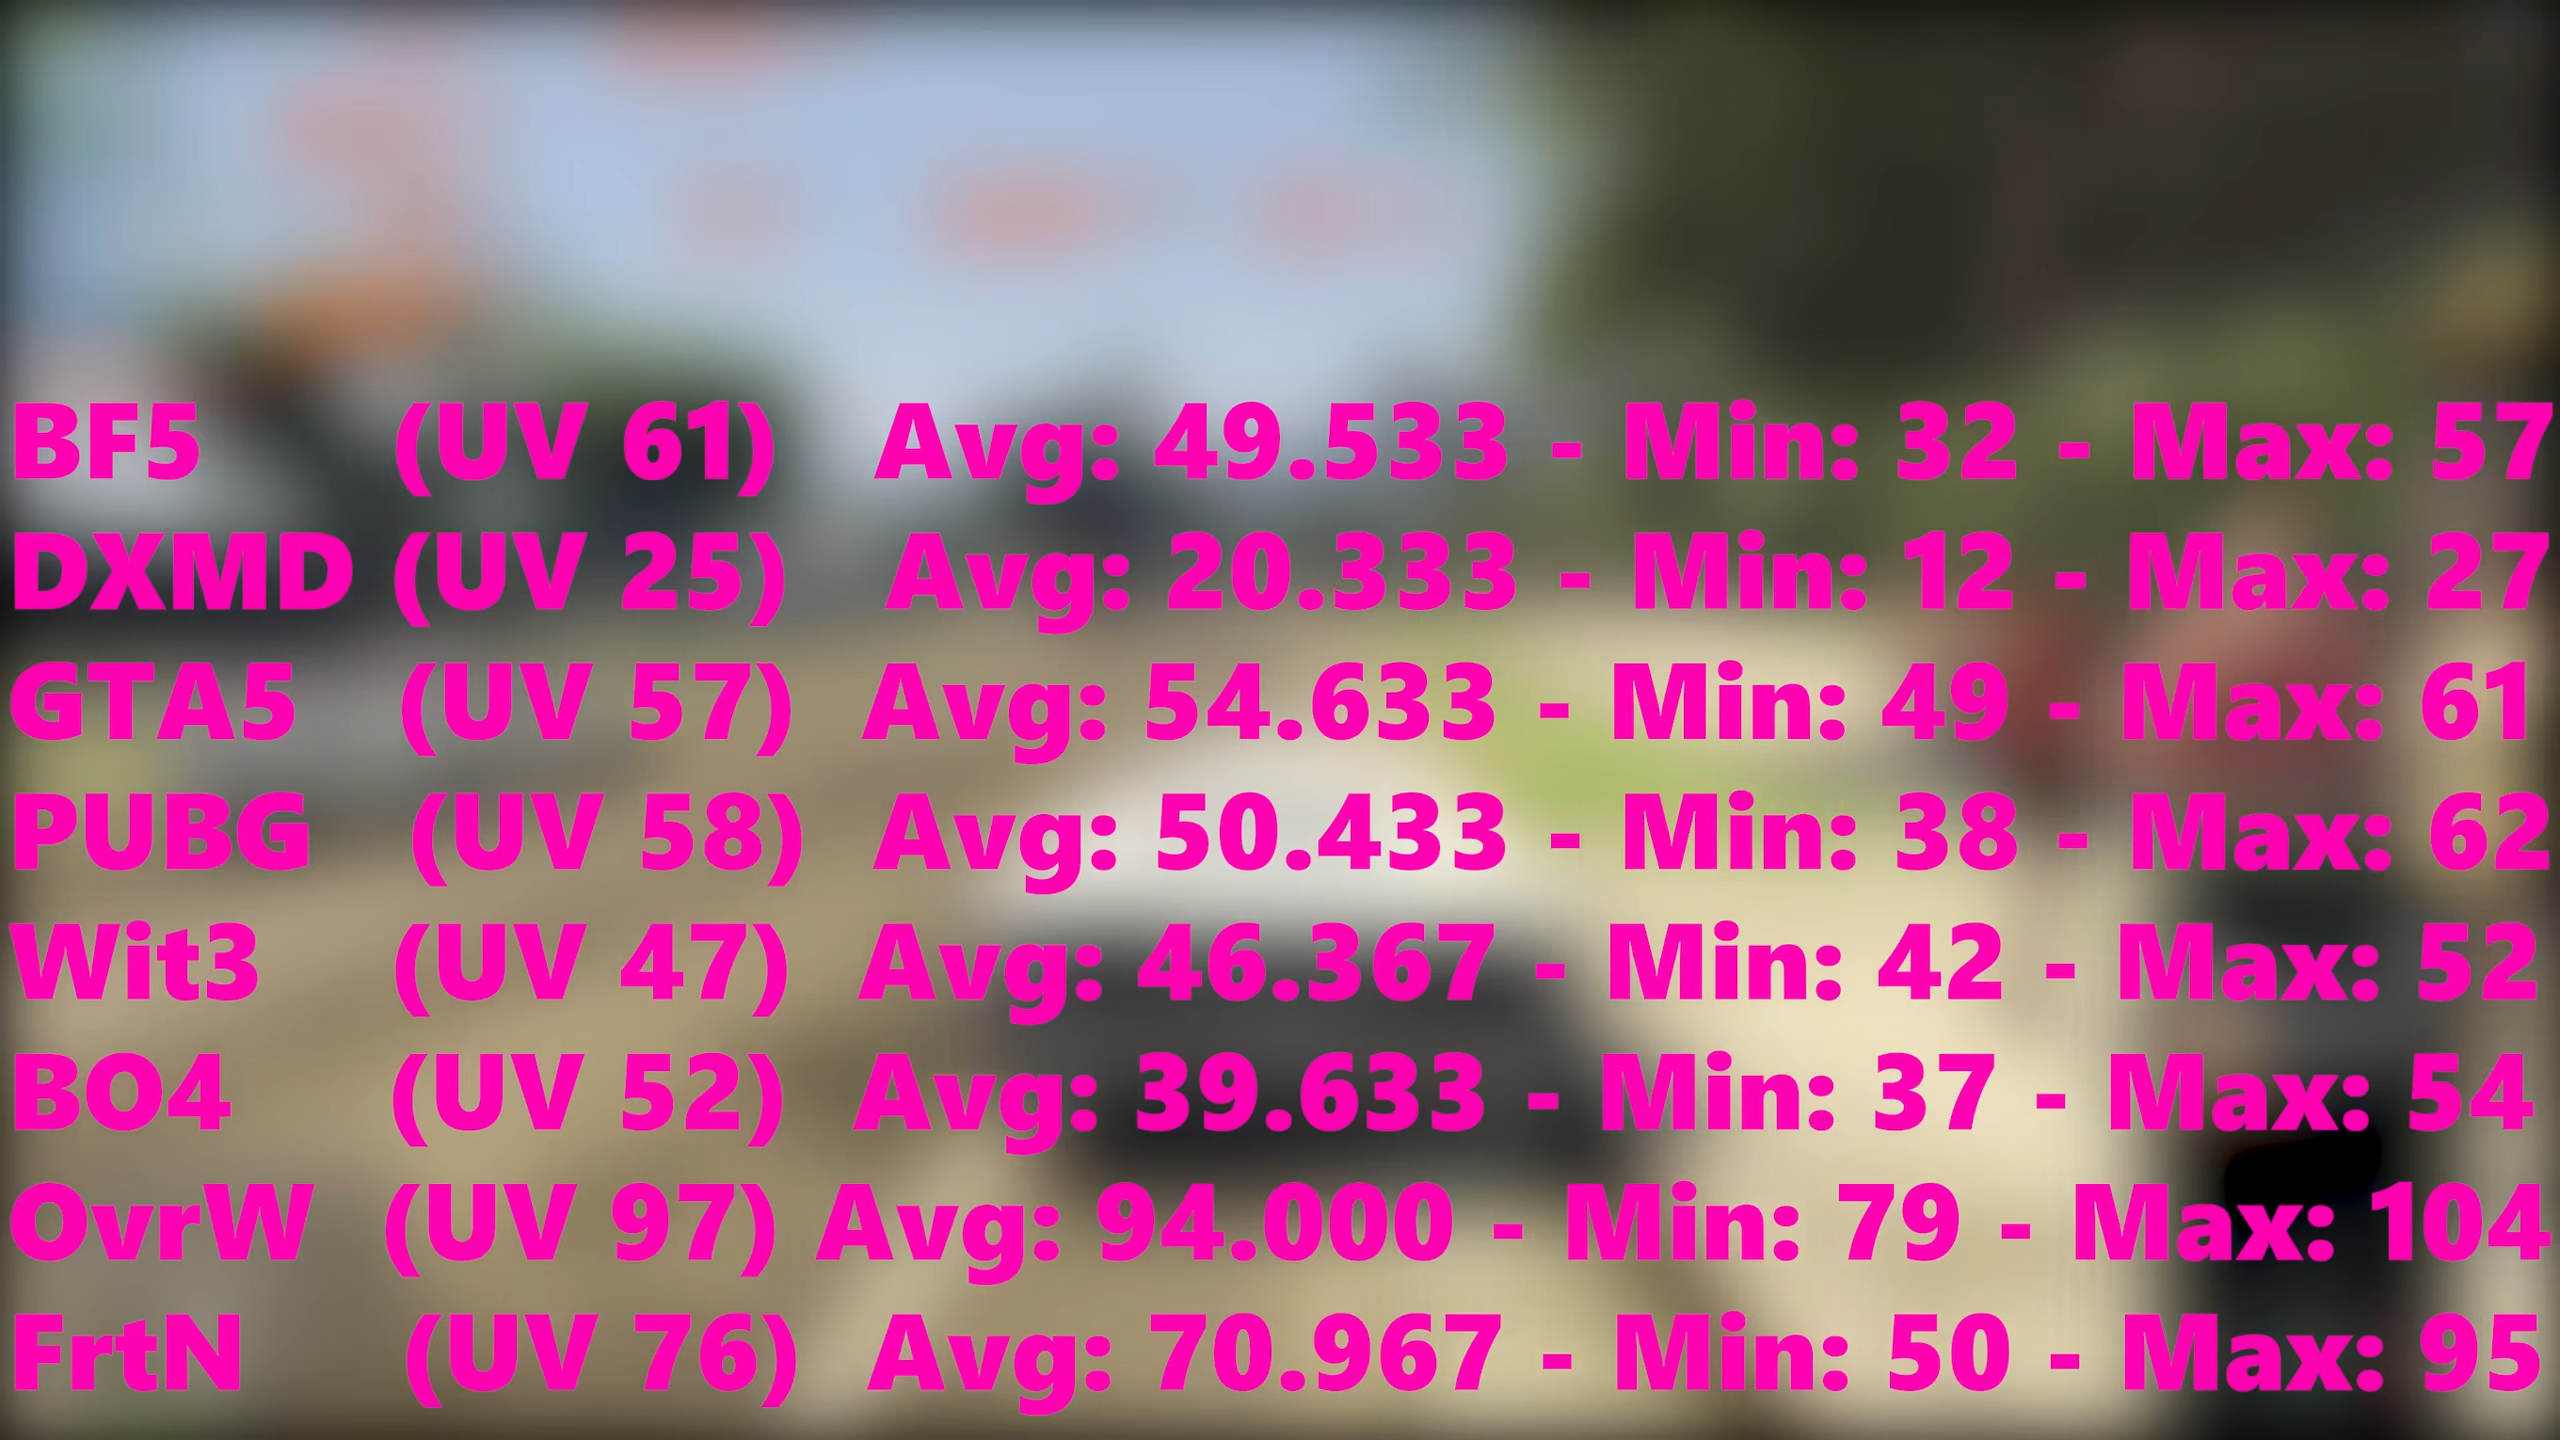 BF5 (UV 61) Avg: 49.533 - Min: 32 - Max: 57
DXMD (UV 25) Avg: 20.333 - Min: 12 - Max: 27
GTA5 (UV 57) Avg: 54.633 - Min: 49 - Max: 61
PUBG (UV 58) Avg: 50.433 - Min: 38 - Max: 62
Wit3 (UV 47) Avg: 46.367 - Min: 42 - Max: 52
BO4 (UV 52) Avg: 39.633 - Min: 37 - Max: 54
OvrW (UV 97) Avg: 94.000 - Min: 79 - Max: 104
FrtN (UV 76) Avg: 70.967 - Min: 50 - Max: 95